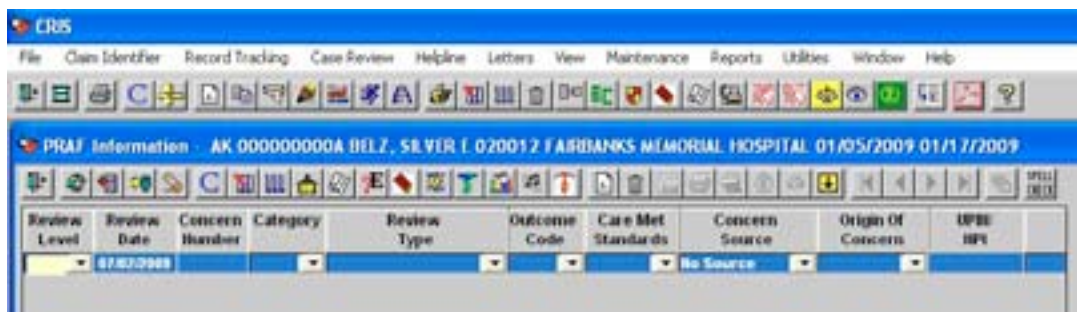 CRIS
File Claim Identifier Record Tracking Case Review Helpline Letters View Maintenance Reports Utilities Window Help
PRAF Information - AK 000000000A BELZ, SILVER E 020012 FAIRBANKS MEMORIAL HOSPITAL 01/05/2009 01/17/2009
SPELL CHECK
Review Level Review Date Concern Number Category Review Type Outcome Code Care Met Standards Concern Source Origin Of Concern UPIN/ NPI
07/07/2009 No Source